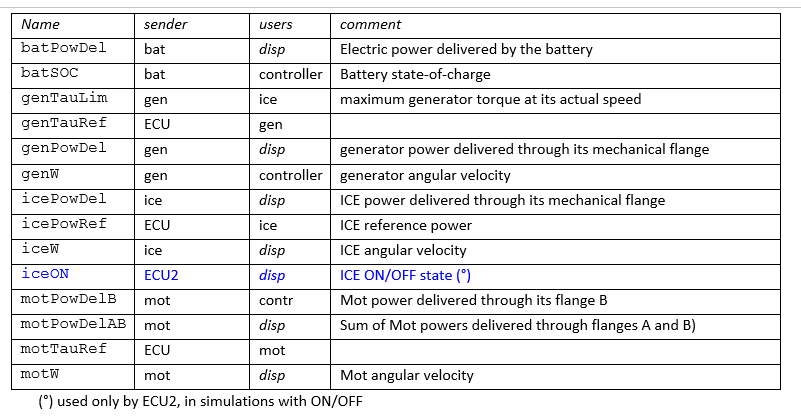 Name sender users comment
batPowDel bat disp Electric power delivered by the battery
batSOC bat controller Battery state-of-charge
genTauLim gen ice maximum generator torque at its actual speed
genTauRef ECU gen
genPowDel gen disp generator power delivered through its mechanical flange
genW gen controller generator angular velocity
icePowDel ice disp ICE power delivered through its mechanical flange
icePowRef ECU ice ICE reference power
iceW ice disp ICE angular velocity
iceON ECU2 disp ICE ON/OFF state (°)
motPowDelB mot contr Mot power delivered through its flange B
motPowDelAB mot disp Sum of Mot powers delivered through flanges A and B)
motTauRef ECU mot
motW mot disp Mot angular velocity
(°) used only by ECU2, in simulations with ON/OFF